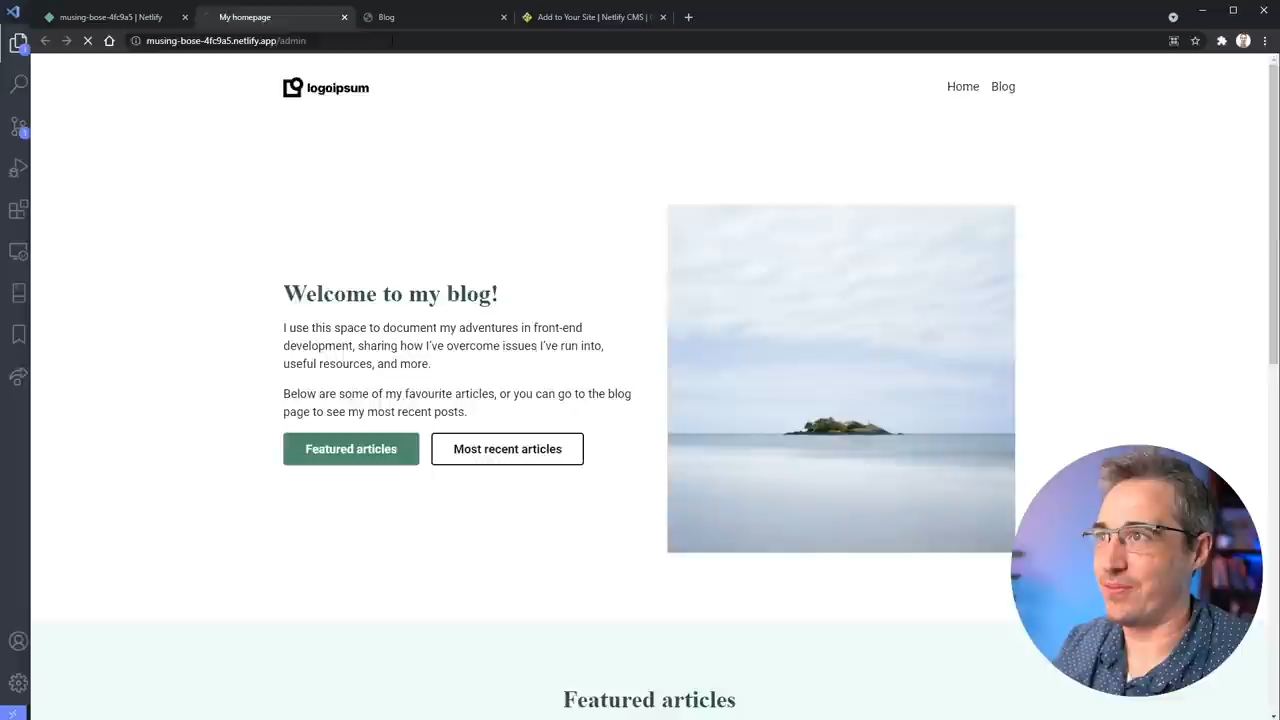 musing-bose-4fc9a5 | Netlify
My homepage
Blog
Add to Your Site | Netlify CMS |
musing-bose-4fc9a5.netlify.app/admin
logoipsum
Home
Blog
Welcome to my blog!
I use this space to document my adventures in front-end
development, sharing how I've overcome issues I've run into,
useful resources, and more.
Below are some of my favourite articles, or you can go to the blog
page to see my most recent posts.
Featured articles
Most recent articles
Featured articles